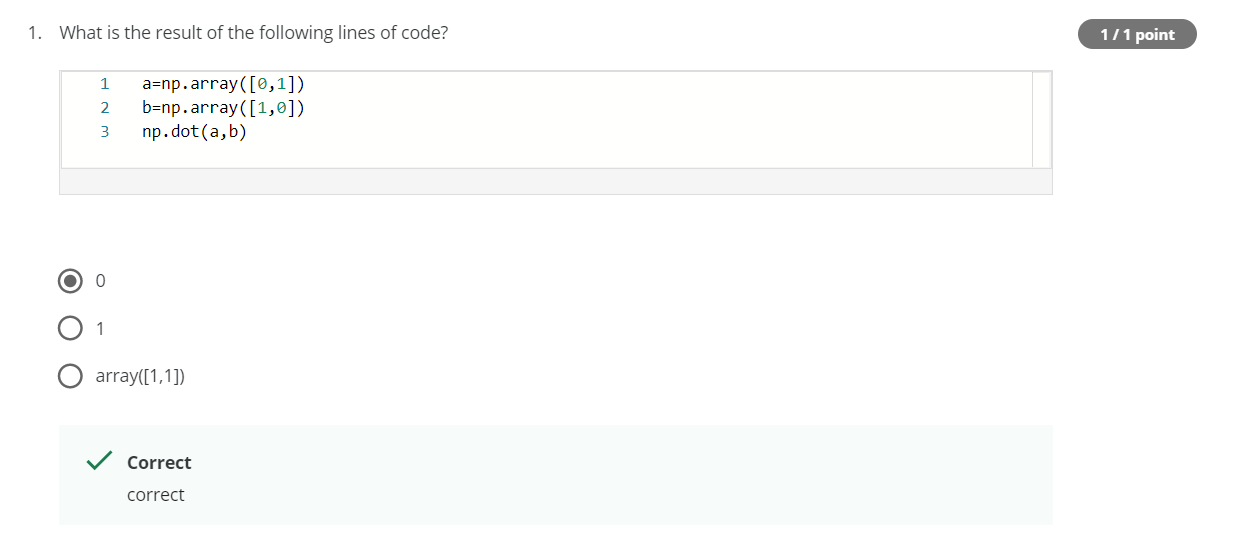 1. What is the result of the following lines of code?
1 / 1 point
1 a=np.array([0,1])
2 b=np.array([1,0])
3 np.dot(a,b)
0
1
array([1,1])
Correct
correct